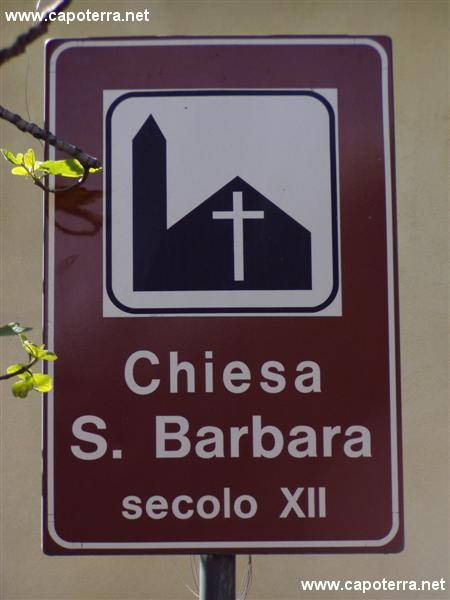 www.capoterra.net
Chiesa
S. Barbara
secolo XII
www.capoterra.net